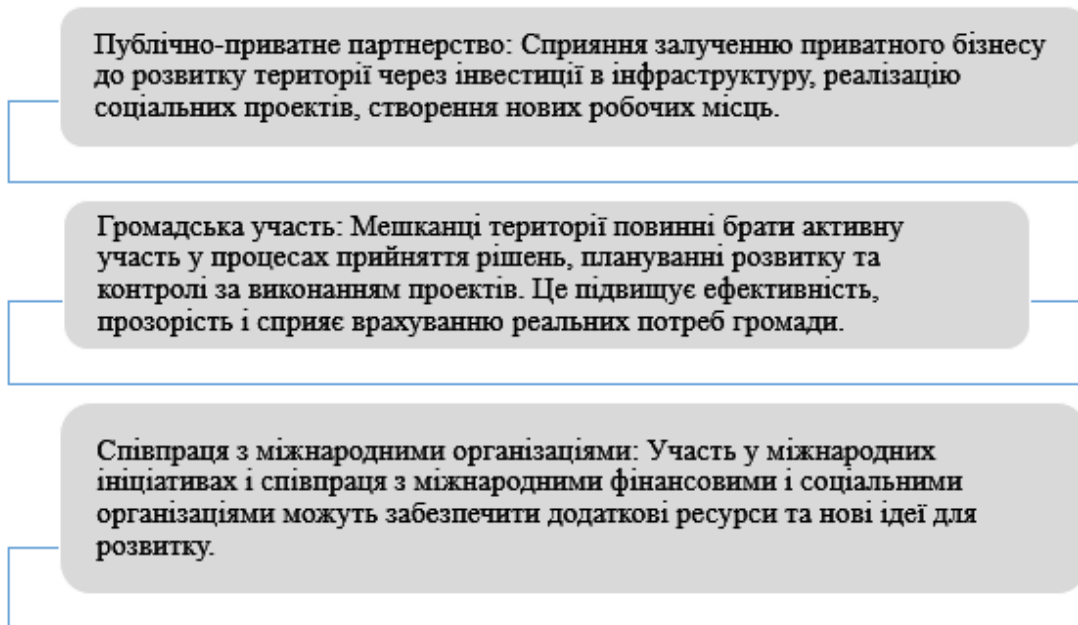 Публічно-приватне партнерство: Сприяння залученню приватного бізнесу
до розвитку території через інвестиції в інфраструктуру, реалізацію
соціальних проектів, створення нових робочих місць.
Громадська участь: Мешканці території повинні брати активну
участь у процесах прийняття рішень, плануванні розвитку та
контролі за виконанням проектів. Це підвищує ефективність,
прозорість і сприяє врахуванню реальних потреб громади.
Співпраця з міжнародними організаціями: Участь у міжнародних
ініціативах і співпраця з міжнародними фінансовими і соціальними
організаціями можуть забезпечити додаткові ресурси та нові ідеї для
розвитку.